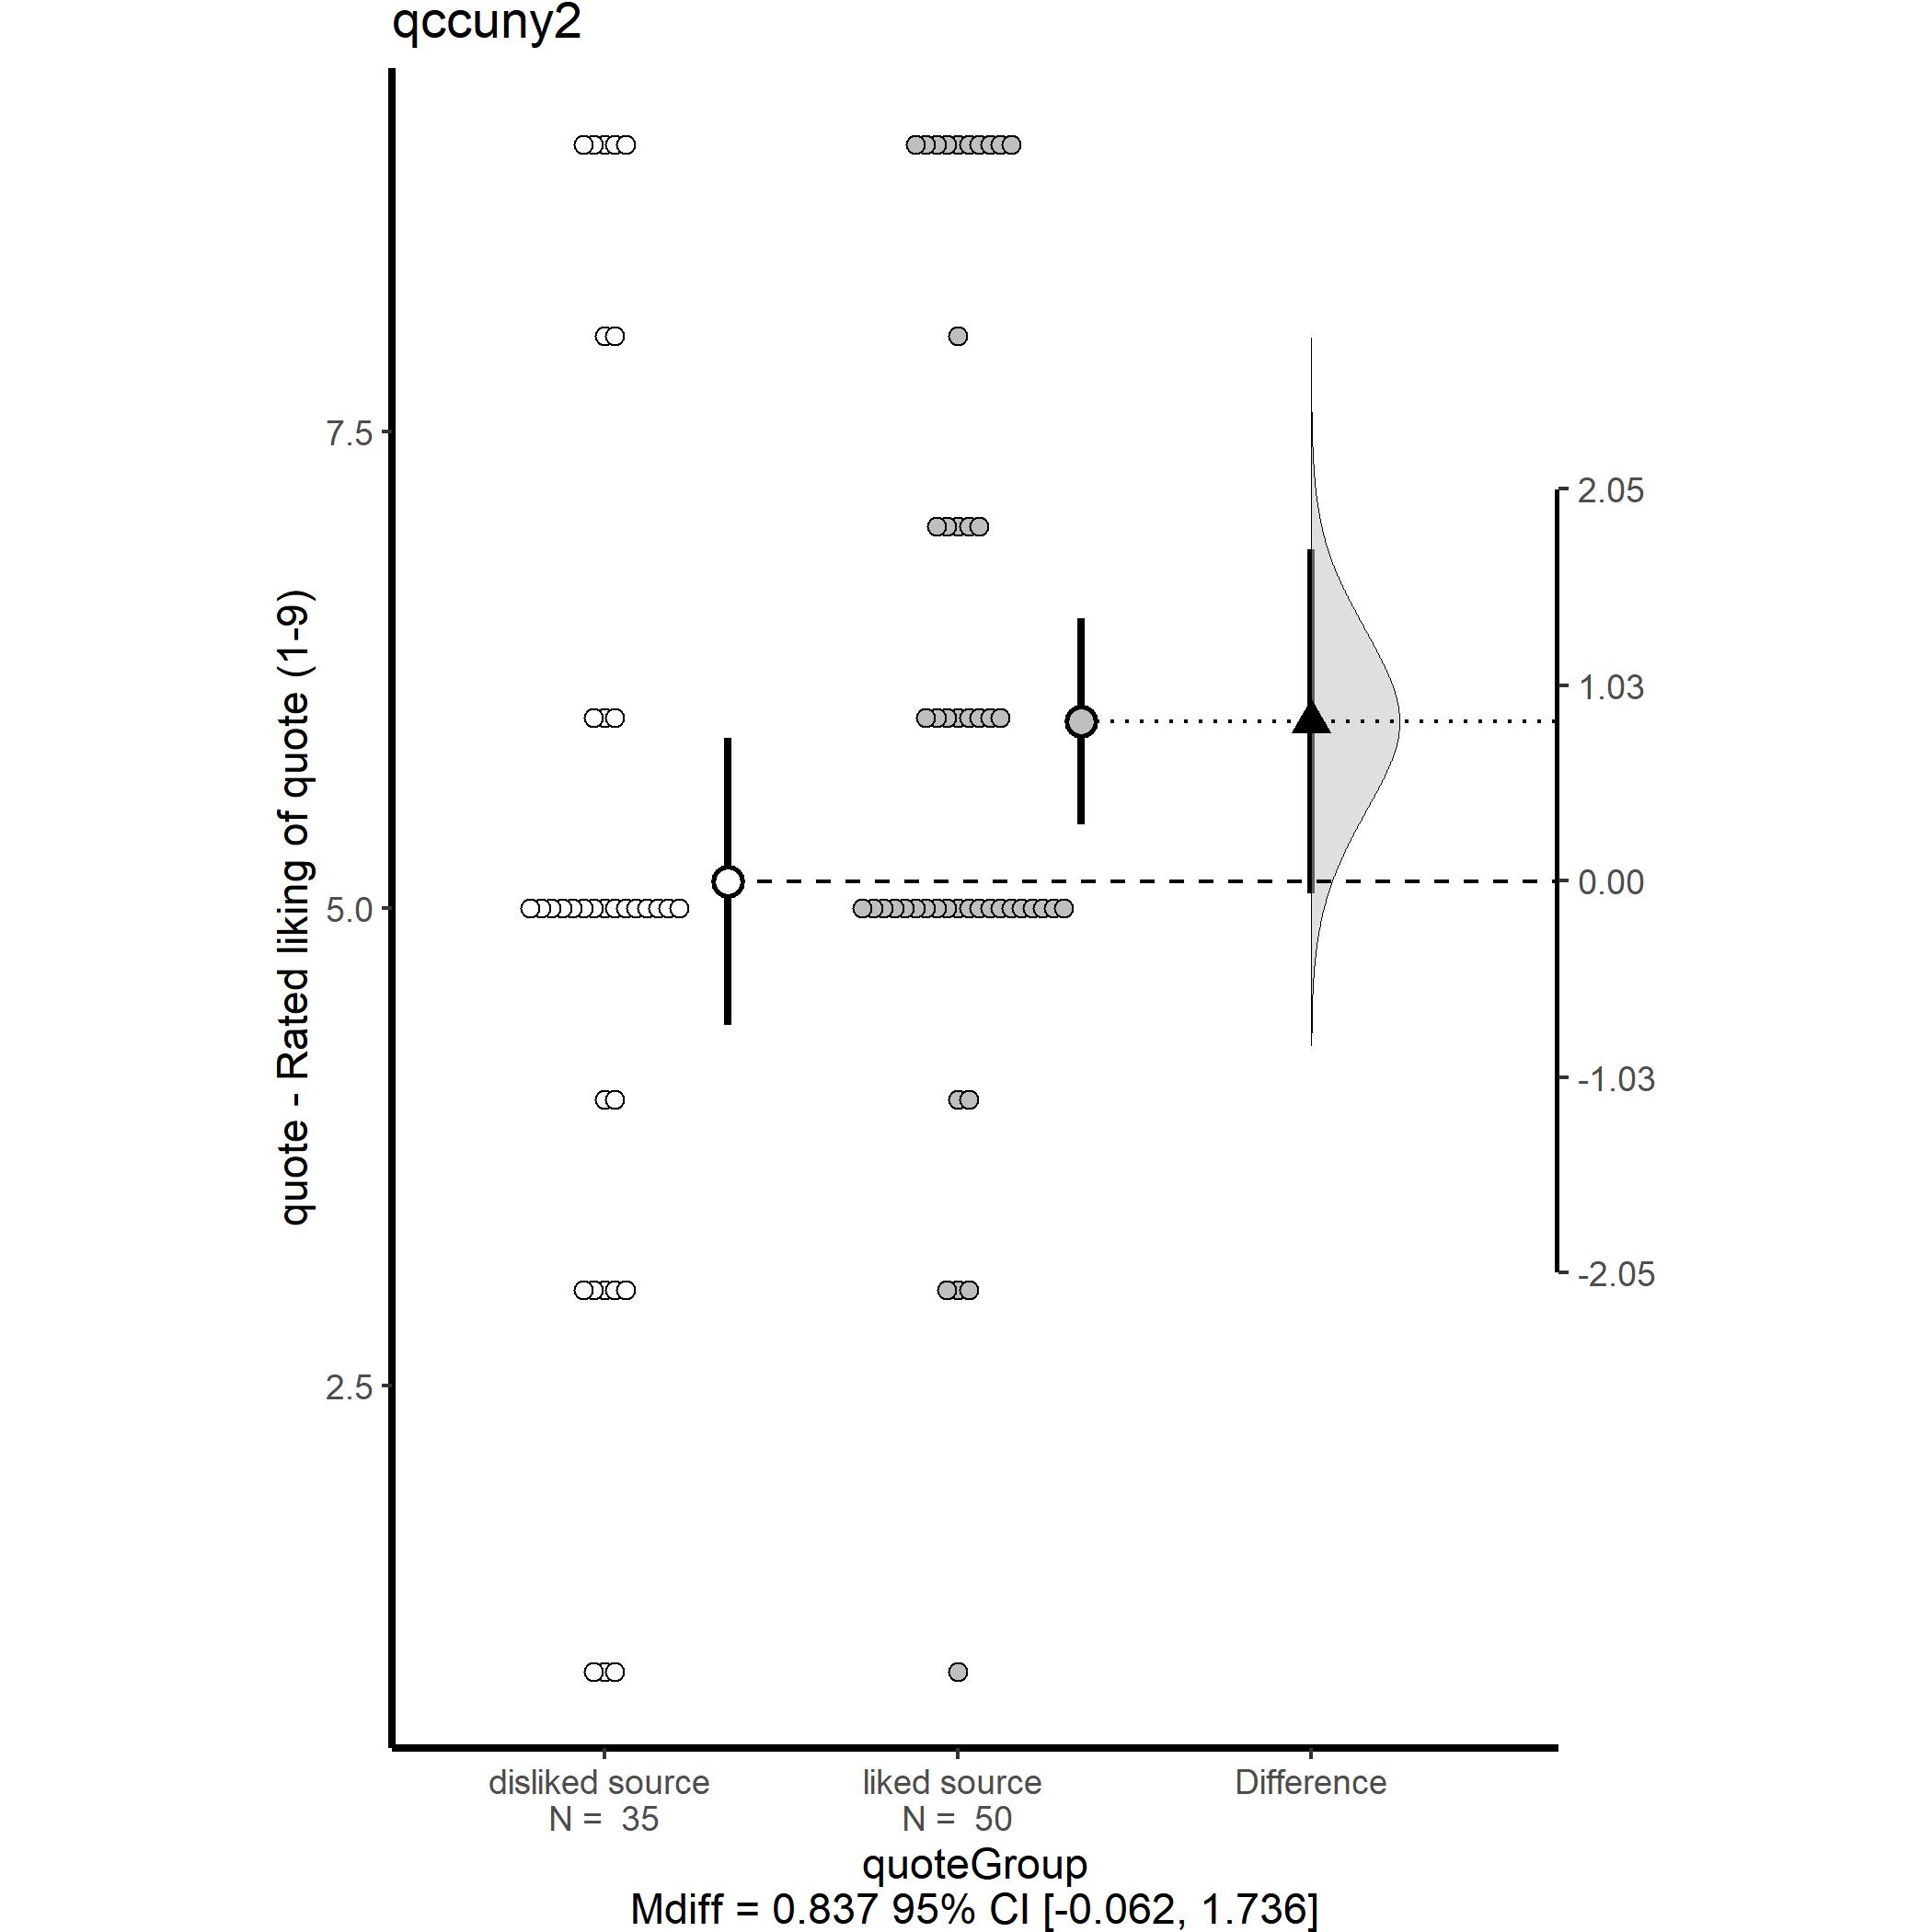 qccuny2
quote - Rated liking of quote (1-9)
7.5
5.0
2.5
2.05
1.03
0.00
-1.03
-2.05
disliked source
N =  35
liked source
N =  50
Difference
quoteGroup
Mdiff = 0.837 95% CI [-0.062, 1.736]